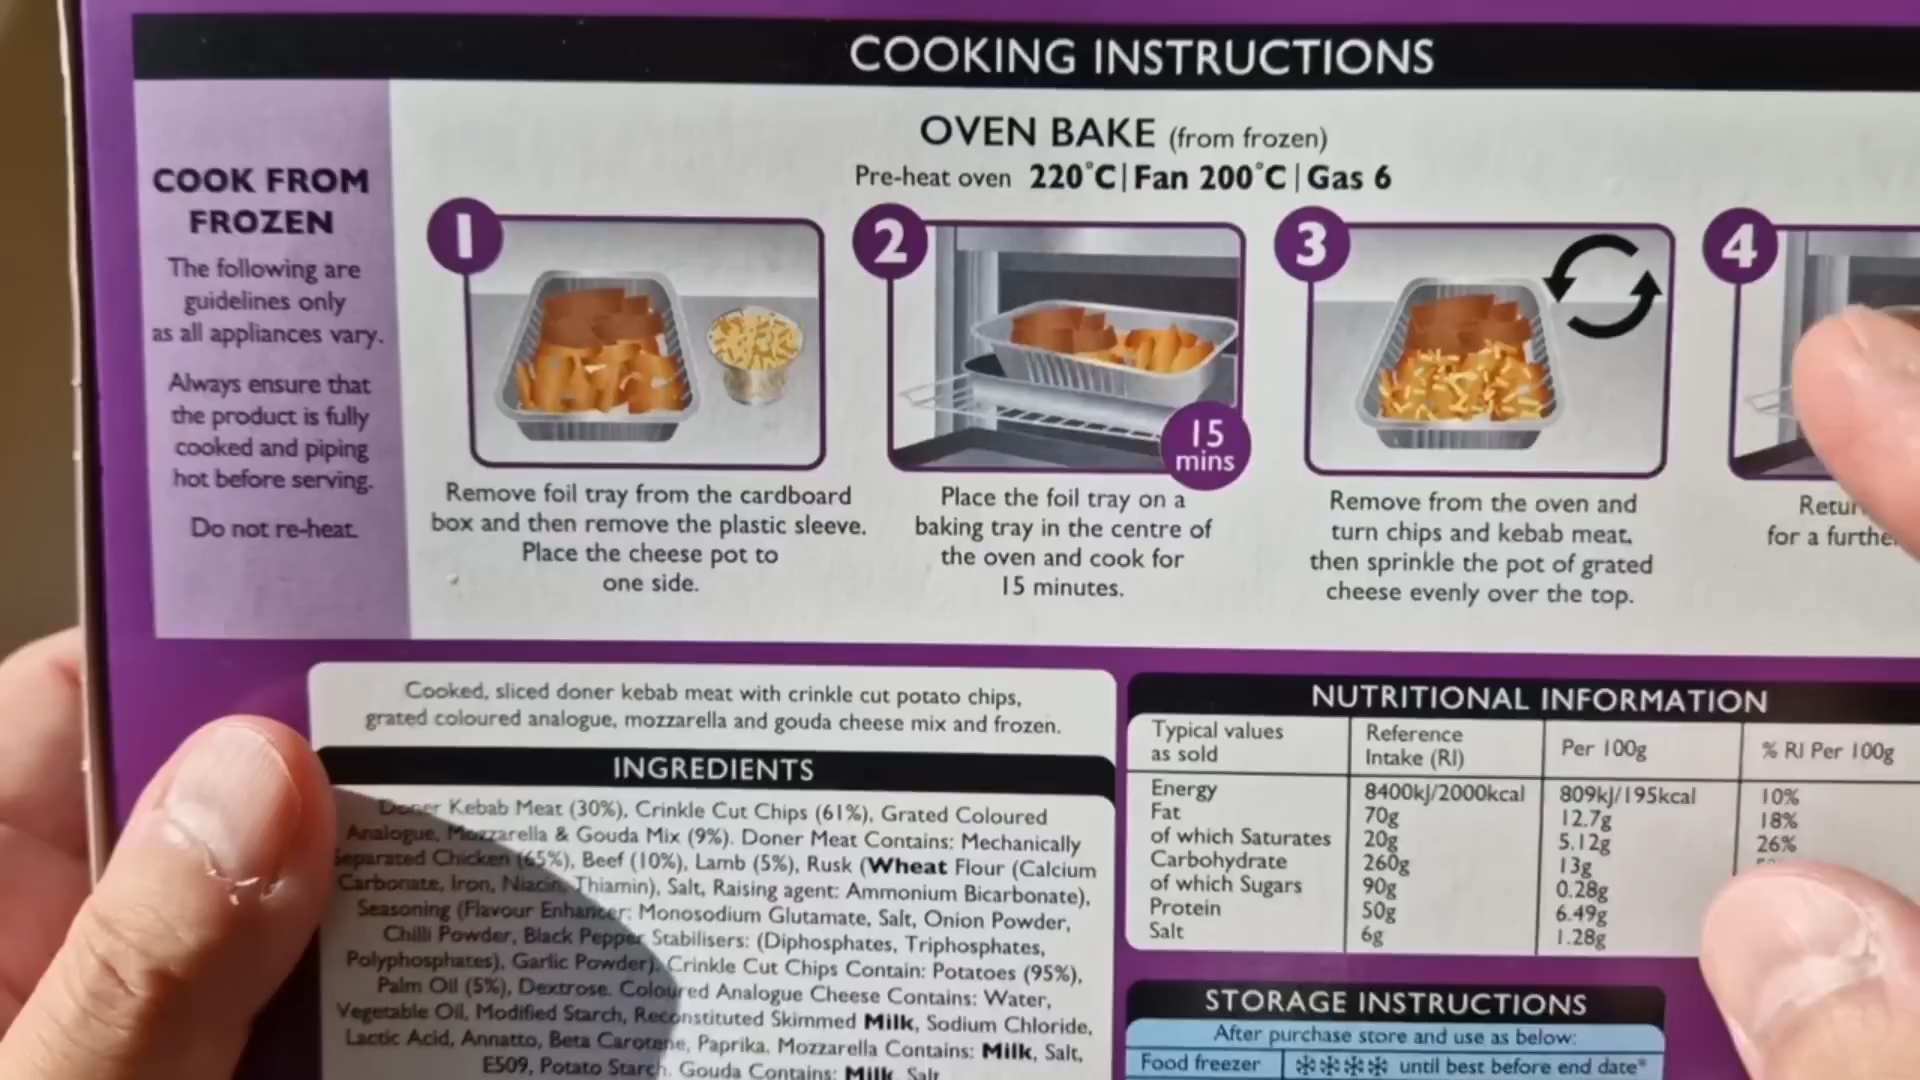 COOKING INSTRUCTIONS
COOK FROM
FROZEN
The following are
guidelines only
as all appliances vary.
Always ensure that
the product is fully
cooked and piping
hot before serving.
Do not re-heat.
OVEN BAKE (from frozen)
Pre-heat oven 220°C|Fan 200°C|Gas 6
1
Remove foil tray from the cardboard
box and then remove the plastic sleeve.
Place the cheese pot to
one side.
2
15
mins
Place the foil tray on a
baking tray in the centre of
the oven and cook for
15 minutes.
3
Remove from the oven and
turn chips and kebab meat,
then sprinkle the pot of grated
cheese evenly over the top.
4
for a
Cooked, sliced doner kebab meat with crinkle cut potato chips,
grated coloured analogue, mozzarella and gouda cheese mix and frozen.
INGREDIENTS
Doner Kebab Meat (30%), Crinkle Cut Chips (61%), Grated Coloured
Analogue, Mozzarella & Gouda Mix (9%). Doner Meat Contains: Mechanically
Separated Chicken (65%), Beef (10%), Lamb (5%), Rusk (Wheat Flour (Calcium
Carbonate, Iron, Niacin, Thiamin), Salt, Raising agent: Ammonium Bicarbonate),
Seasoning (Flavour Enhancer: Monosodium Glutamate, Salt, Onion Powder,
Chilli Powder, Black Pepper Stabilisers: (Diphosphates, Triphosphates,
Polyphosphates), Garlic Powder). Crinkle Cut Chips Contain: Potatoes (95%),
Palm Oil (5%), Dextrose. Coloured Analogue Cheese Contains: Water,
Vegetable Oil, Modified Starch, Reconstituted Skimmed Milk, Sodium Chloride,
Lactic Acid, Annatto, Beta Carotene, Paprika. Mozzarella Contains: Milk, Salt,
E509, Potato Starch. Gouda Contains: Milk, Salt
NUTRITIONAL INFORMATION
Typical values as sold Reference Intake (RI) Per 100g % RI Per 100g
Energy 8400kJ/2000kcal 809kJ/195kcal 10%
Fat 70g 12.7g 18%
of which Saturates 20g 5.12g 26%
Carbohydrate 260g 13g
of which Sugars 90g 0.28g
Protein 50g 6.49g
Salt 6g 1.28g
STORAGE INSTRUCTIONS
After purchase store and use as below:
Food freezer **** until best before end date*